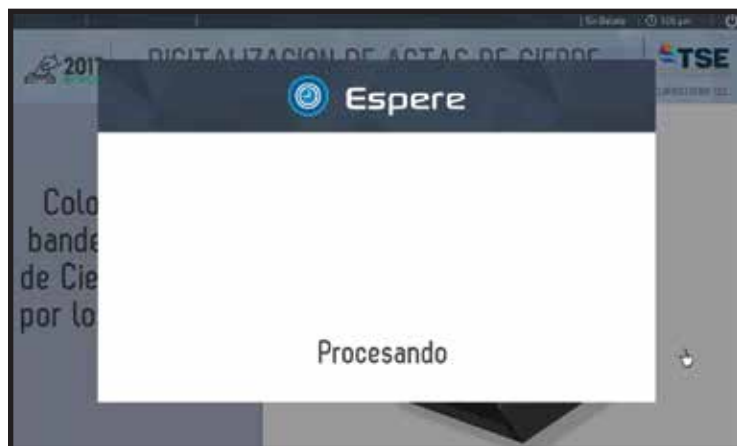 2017
DIGITALIZACION DE ACTAS DE CIERRE
TSE
Espere
Colo
bande
de Cie
por lo
Procesando